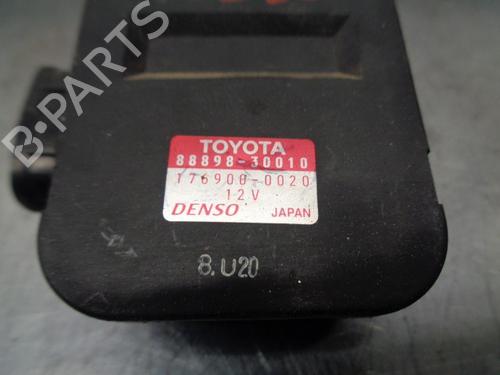 B-PARTS
TOYOTA
88898-30010
176900-0020
12V
DENSO JAPAN
8.U20